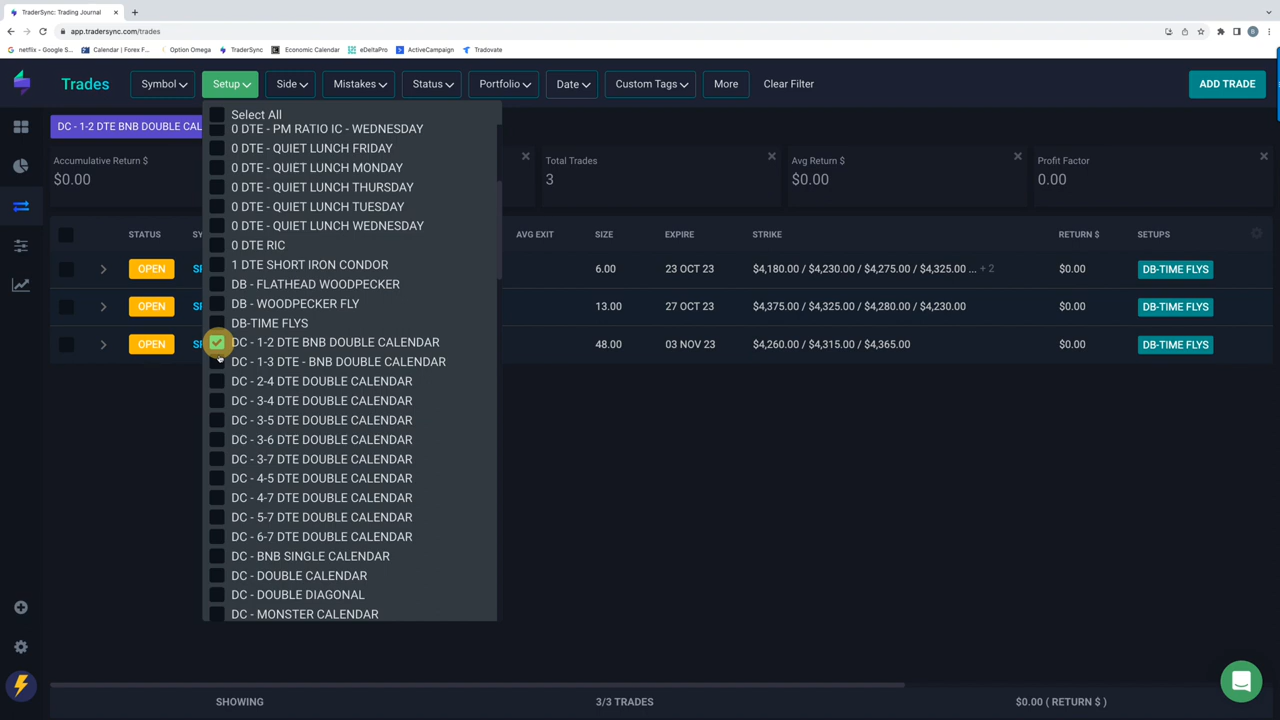 TraderSync: Trading Journal
app.tradersync.com/trades
netflix - Google S...
Calendar | Forex F...
Option Omega
TraderSync
Economic Calendar
eDeltaPro
ActiveCampaign
Tradovate
Trades
Symbol
Setup
Side
Mistakes
Status
Portfolio
Date
Custom Tags
More
Clear Filter
ADD TRADE
DC - 1-2 DTE BNB DOUBLE CAL
Select All
0 DTE - PM RATIO IC - WEDNESDAY
0 DTE - QUIET LUNCH FRIDAY
0 DTE - QUIET LUNCH MONDAY
0 DTE - QUIET LUNCH THURSDAY
0 DTE - QUIET LUNCH TUESDAY
0 DTE - QUIET LUNCH WEDNESDAY
0 DTE RIC
1 DTE SHORT IRON CONDOR
DB - FLATHEAD WOODPECKER
DB - WOODPECKER FLY
DB-TIME FLYS
DC - 1-2 DTE BNB DOUBLE CALENDAR
DC - 1-3 DTE - BNB DOUBLE CALENDAR
DC - 2-4 DTE DOUBLE CALENDAR
DC - 3-4 DTE DOUBLE CALENDAR
DC - 3-5 DTE DOUBLE CALENDAR
DC - 3-6 DTE DOUBLE CALENDAR
DC - 3-7 DTE DOUBLE CALENDAR
DC - 4-5 DTE DOUBLE CALENDAR
DC - 4-7 DTE DOUBLE CALENDAR
DC - 5-7 DTE DOUBLE CALENDAR
DC - 6-7 DTE DOUBLE CALENDAR
DC - BNB SINGLE CALENDAR
DC - DOUBLE CALENDAR
DC - DOUBLE DIAGONAL
DC - MONSTER CALENDAR
Accumulative Return $
$0.00
Total Trades
3
Avg Return $
$0.00
Profit Factor
0.00
STATUS SY AVG EXIT SIZE EXPIRE STRIKE RETURN $ SETUPS
OPEN SP 6.00 23 OCT 23 $4,180.00 / $4,230.00 / $4,275.00 / $4,325.00 ... + 2 $0.00 DB-TIME FLYS
OPEN SP 13.00 27 OCT 23 $4,375.00 / $4,325.00 / $4,280.00 / $4,230.00 $0.00 DB-TIME FLYS
OPEN SP 48.00 03 NOV 23 $4,260.00 / $4,315.00 / $4,365.00 $0.00 DB-TIME FLYS
SHOWING 3/3 TRADES $0.00 ( RETURN $ )